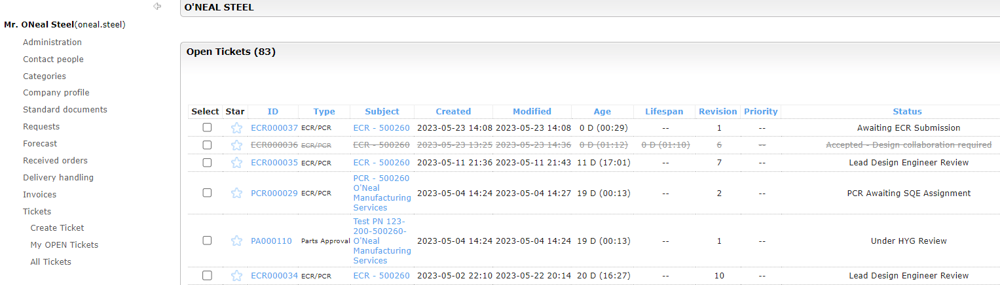 O'NEAL STEEL
Mr. ONeal Steel(oneal.steel)
Administration
Contact people
Categories
Company profile
Standard documents
Requests
Forecast
Received orders
Delivery handling
Invoices
Tickets
Create Ticket
My OPEN Tickets
All Tickets
Open Tickets (83)
Select Star ID Type Subject Created Modified Age Lifespan Revision Priority Status
ECR000037 ECR/PCR ECR - 500260 2023-05-23 14:08 2023-05-23 14:08 0 D (00:29) -- 1 -- Awaiting ECR Submission
ECR000036 ECR/PCR ECR - 500260 2023-05-23 13:25 2023-05-23 14:36 0 D (01:12) 0 D (01:10) 6 -- Accepted - Design collaboration required
ECR000035 ECR/PCR ECR - 500260 2023-05-11 21:36 2023-05-11 21:43 11 D (17:01) -- 7 -- Lead Design Engineer Review
PCR - 500260
O'Neal
PCR000029 ECR/PCR Manufacturing 2023-05-04 14:24 2023-05-04 14:27 19 D (00:13) -- 2 -- PCR Awaiting SQE Assignment
Services
Test PN 123-
200-500260-
PA000110 Parts Approval O'Neal 2023-05-04 14:24 2023-05-04 14:24 19 D (00:13) -- 1 -- Under HYG Review
Manufacturing
Services
ECR000034 ECR/PCR ECR - 500260 2023-05-02 22:10 2023-05-22 20:14 20 D (16:27) -- 10 -- Lead Design Engineer Review